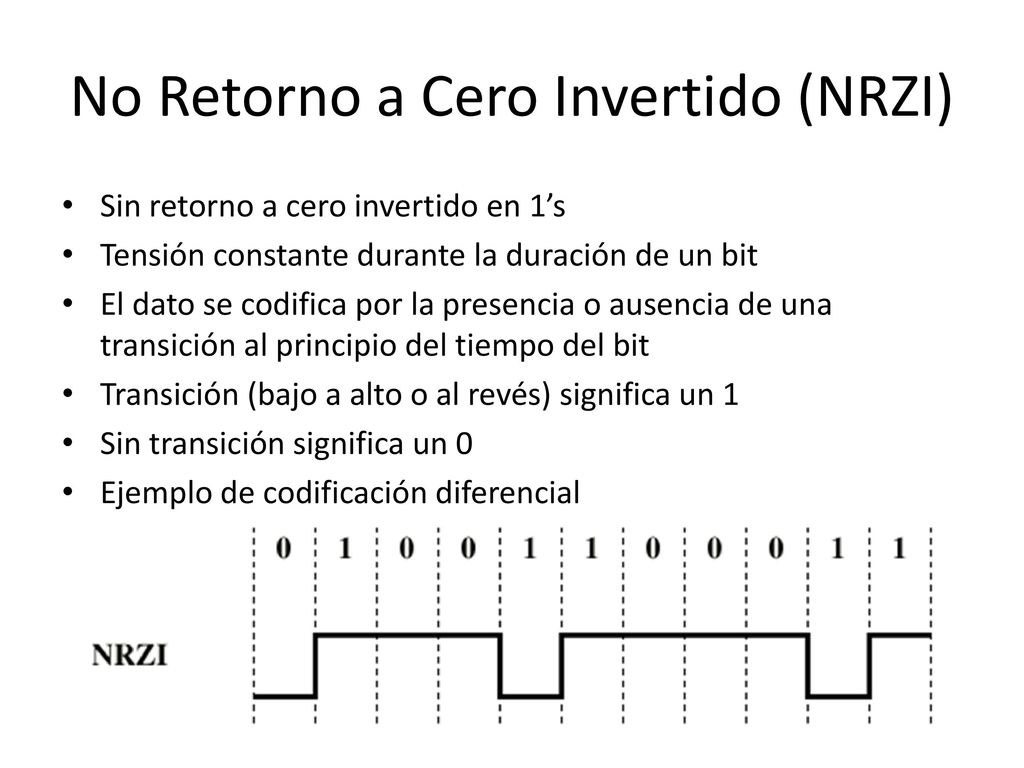 No Retorno a Cero Invertido (NRZI)
• Sin retorno a cero invertido en 1’s
• Tensión constante durante la duración de un bit
• El dato se codifica por la presencia o ausencia de una
transición al principio del tiempo del bit
• Transición (bajo a alto o al revés) significa un 1
• Sin transición significa un 0
• Ejemplo de codificación diferencial
0 1 0 0 1 1 0 0 0 1 1
NRZI